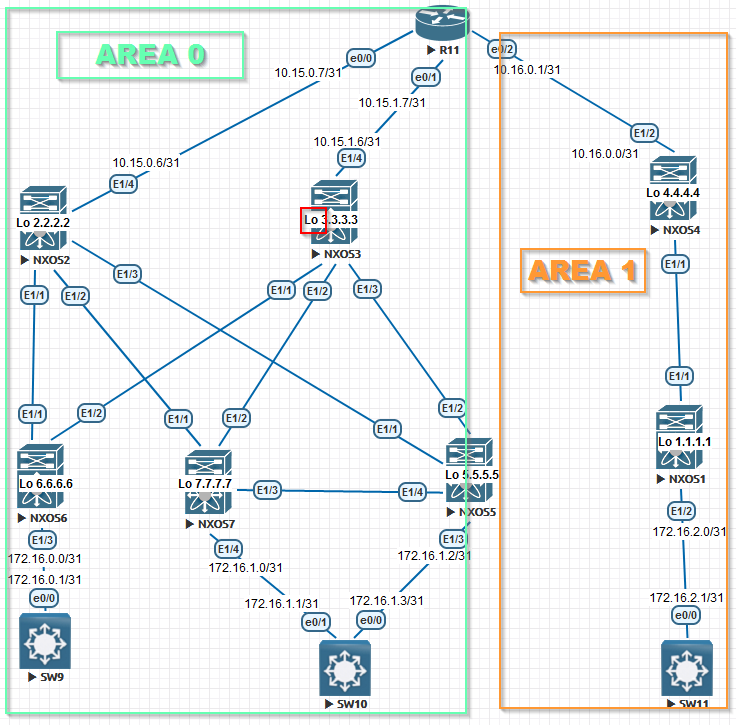 AREA 0
R11
e0/0
e0/2
10.15.0.7/31
e0/1
10.16.0.1/31
10.15.1.7/31
10.15.1.6/31
E1/2
10.15.0.6/31
E1/4
10.16.0.0/31
E1/4
Lo 4.4.4.4
Lo 2.2.2.2
Lo 3.3.3.3
NXOS4
NXOS2
NXOS3
E1/1
AREA 1
E1/3
E1/1
E1/2
E1/1
E1/2
E1/3
E1/1
E1/1
E1/2
E1/1
E1/2
E1/2
E1/1
Lo 1.1.1.1
Lo 6.6.6.6
Lo 7.7.7.7
Lo 5.5.5.5
NXOS1
E1/3
E1/4
NXOS6
NXOS7
NXOS5
E1/2
E1/3
E1/4
E1/3
172.16.2.0/31
172.16.0.0/31
172.16.1.2/31
172.16.1.0/31
172.16.0.1/31
e0/0
172.16.1.1/31
172.16.1.3/31
172.16.2.1/31
e0/1
e0/0
e0/0
SW9
SW10
SW11